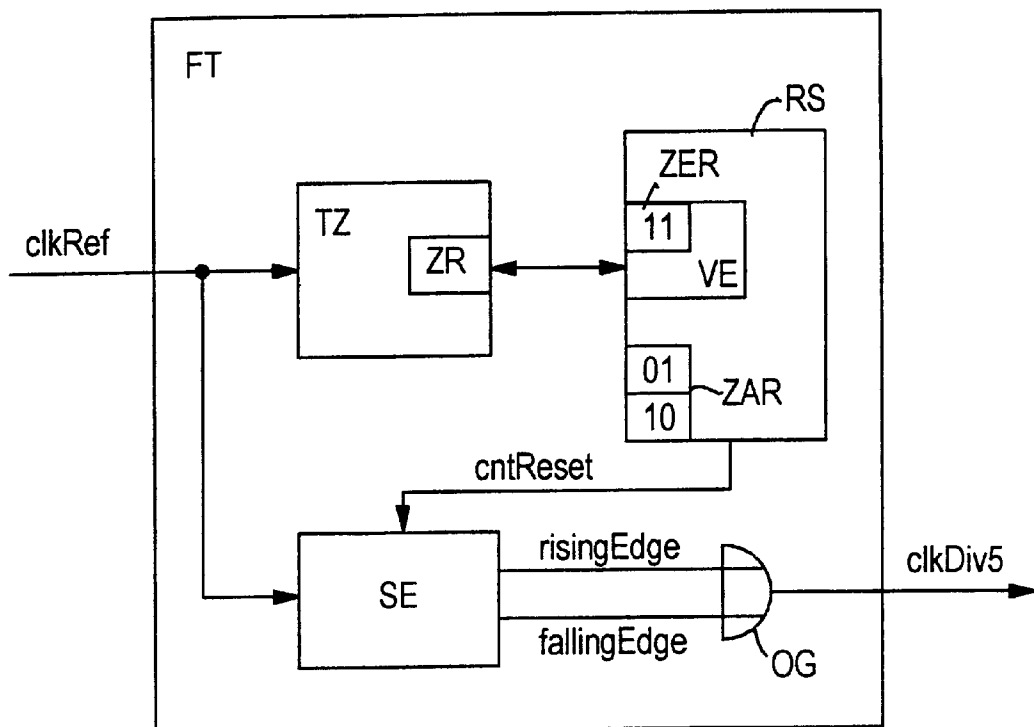 FT
RS
ZER
TZ
11
clkRef
ZR
VE
01
ZAR
10
cntReset
risingEdge
clkDiv5
SE
fallingEdge
OG